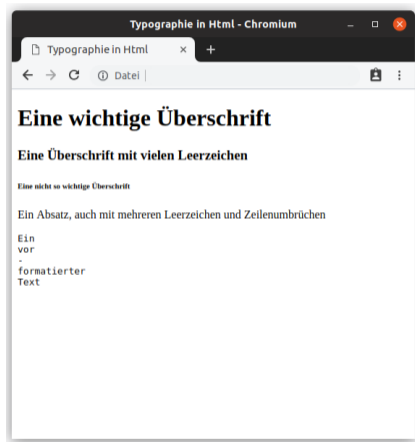 Typographie in Html - Chromium
Typographie in Html
Datei
Eine wichtige Überschrift
Eine Überschrift mit vielen Leerzeichen
Eine nicht so wichtige Überschrift
Ein Absatz, auch mit mehreren Leerzeichen und Zeilenumbrüchen
Ein
vor
-
formatierter
Text